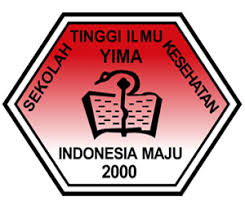 SEKOLAH
TINGGI ILMU
KESEHATAN
YIMA
INDONESIA MAJU
2000